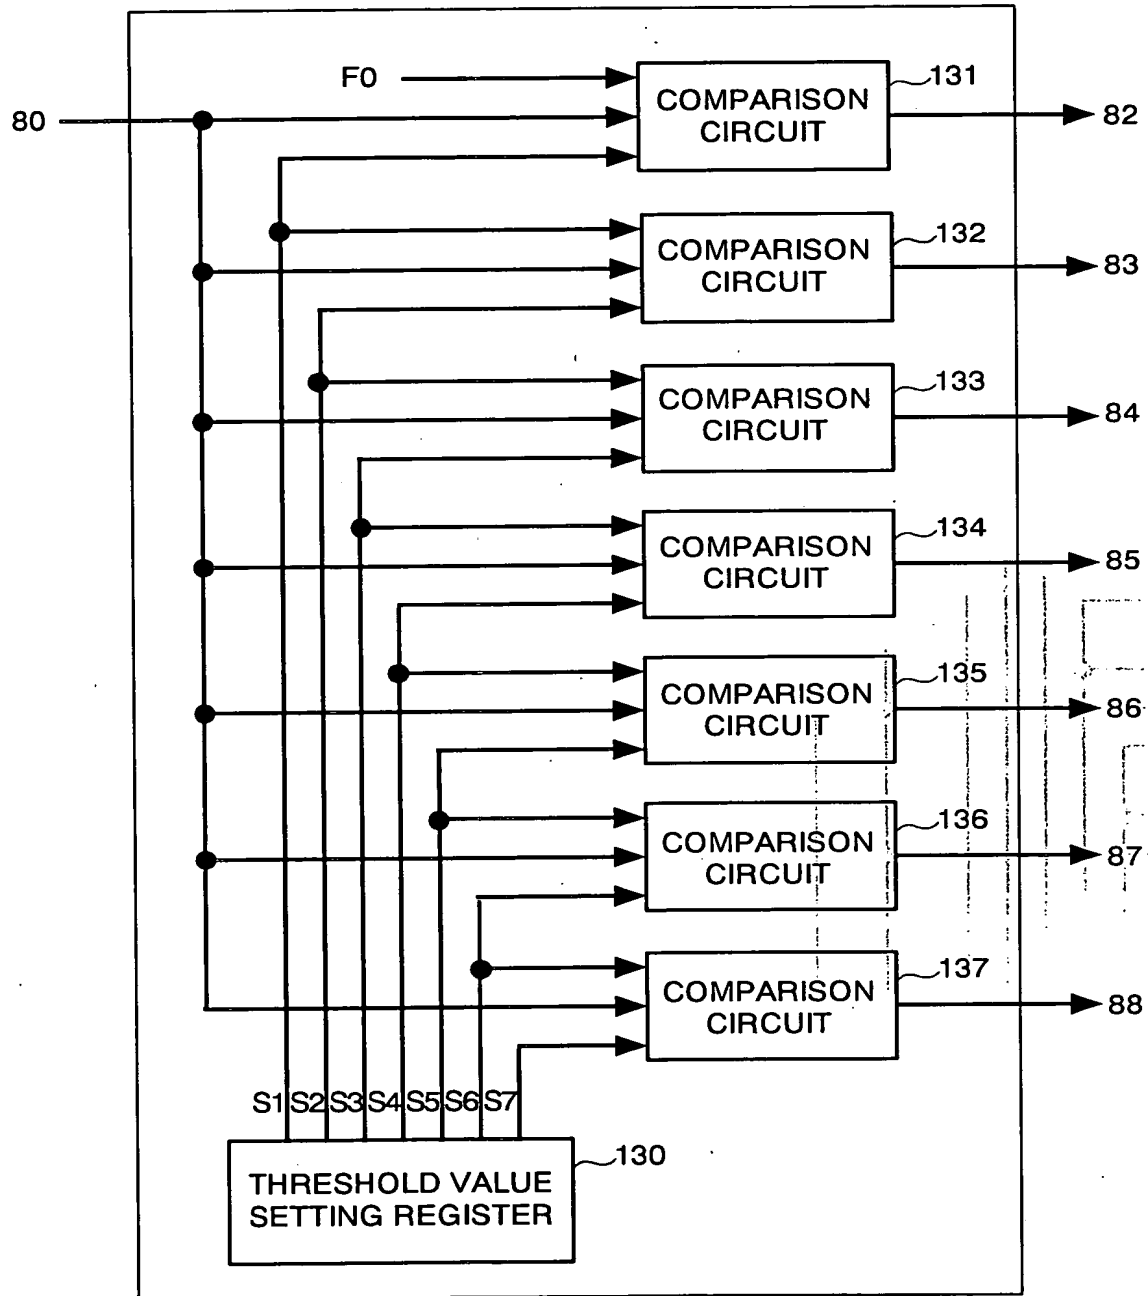 F0
131
COMPARISON
CIRCUIT
80
82
132
COMPARISON
CIRCUIT
83
133
COMPARISON
CIRCUIT
84
134
COMPARISON
CIRCUIT
85
135
COMPARISON
CIRCUIT
86
136
COMPARISON
CIRCUIT
87
137
COMPARISON
CIRCUIT
88
S1 S2 S3 S4 S5 S6 S7
130
THRESHOLD VALUE
SETTING REGISTER